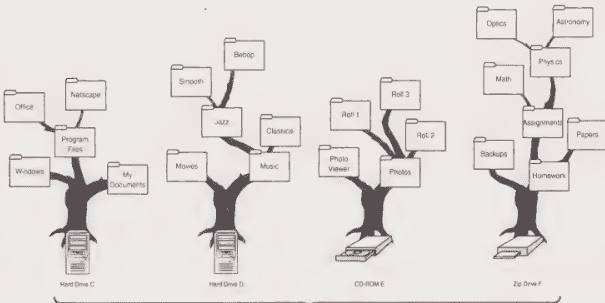 Office
Netscape
Program
Files
Windows
My
Documents
Hard Drive C
Bebop
Smooth
Jazz
Classical
Movies
Music
Hard Drive D
Roll 3
Roll 1
Roll 2
Photo
Viewer
Photos
CD-ROM E
Optics
Astronomy
Physics
Math
Assignments
Papers
Backups
Homework
Zip Drive F